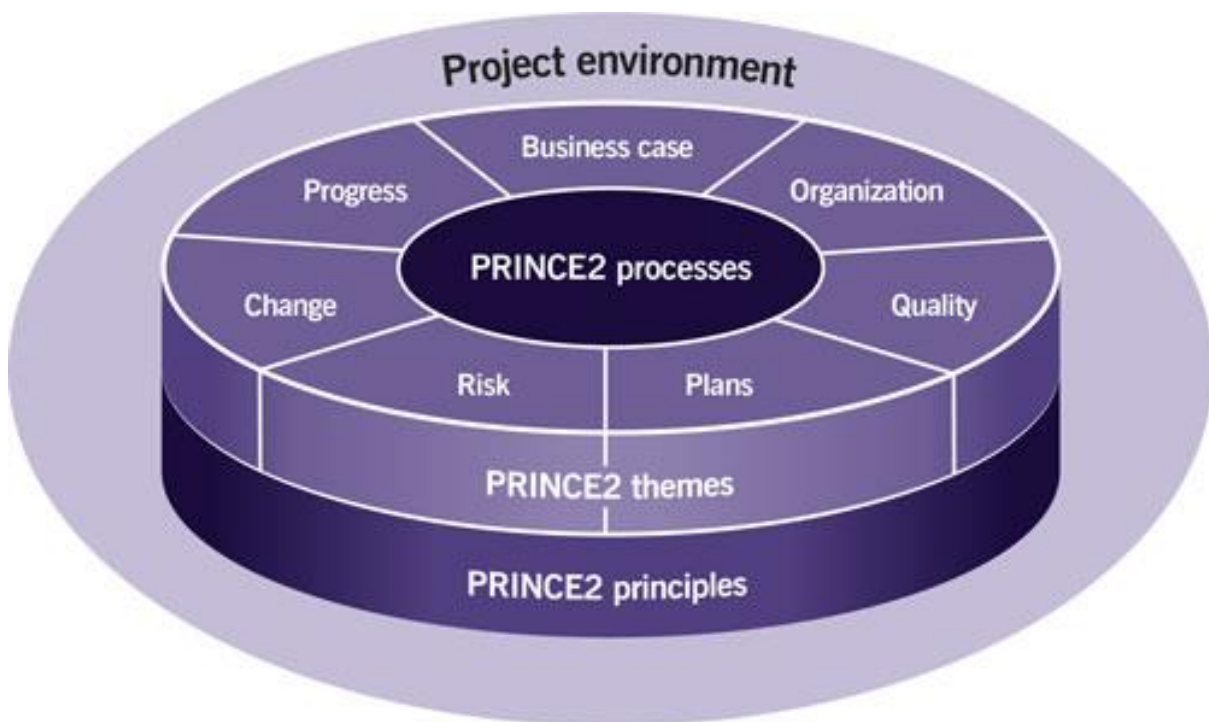 Project environment
Business case
Progress
Organization
PRINCE2 processes
Change
Quality
Risk
Plans
PRINCE2 themes
PRINCE2 principles